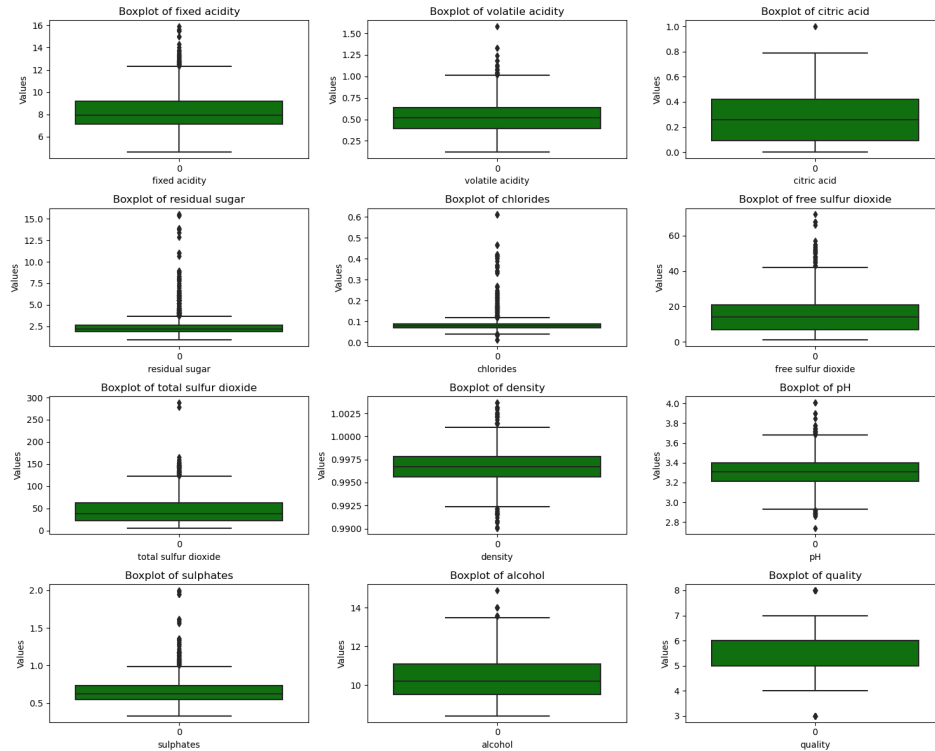 Boxplot of fixed acidity
Values
16
14
12
10
8
6
0
fixed acidity
Boxplot of volatile acidity
Values
1.50
1.25
1.00
0.75
0.50
0.25
0
volatile acidity
Boxplot of citric acid
Values
1.0
0.8
0.6
0.4
0.2
0.0
0
citric acid
Boxplot of residual sugar
Values
15.0
12.5
10.0
7.5
5.0
2.5
0
residual sugar
Boxplot of chlorides
Values
0.6
0.5
0.4
0.3
0.2
0.1
0.0
0
chlorides
Boxplot of free sulfur dioxide
Values
60
40
20
0
0
free sulfur dioxide
Boxplot of total sulfur dioxide
Values
300
250
200
150
100
50
0
0
total sulfur dioxide
Boxplot of density
Values
1.0025
1.0000
0.9975
0.9950
0.9925
0.9900
0
density
Boxplot of pH
Values
4.0
3.8
3.6
3.4
3.2
3.0
2.8
0
pH
Boxplot of sulphates
Values
2.0
1.5
1.0
0.5
0
sulphates
Boxplot of alcohol
Values
14
12
10
0
alcohol
Boxplot of quality
Values
8
7
6
5
4
3
0
quality